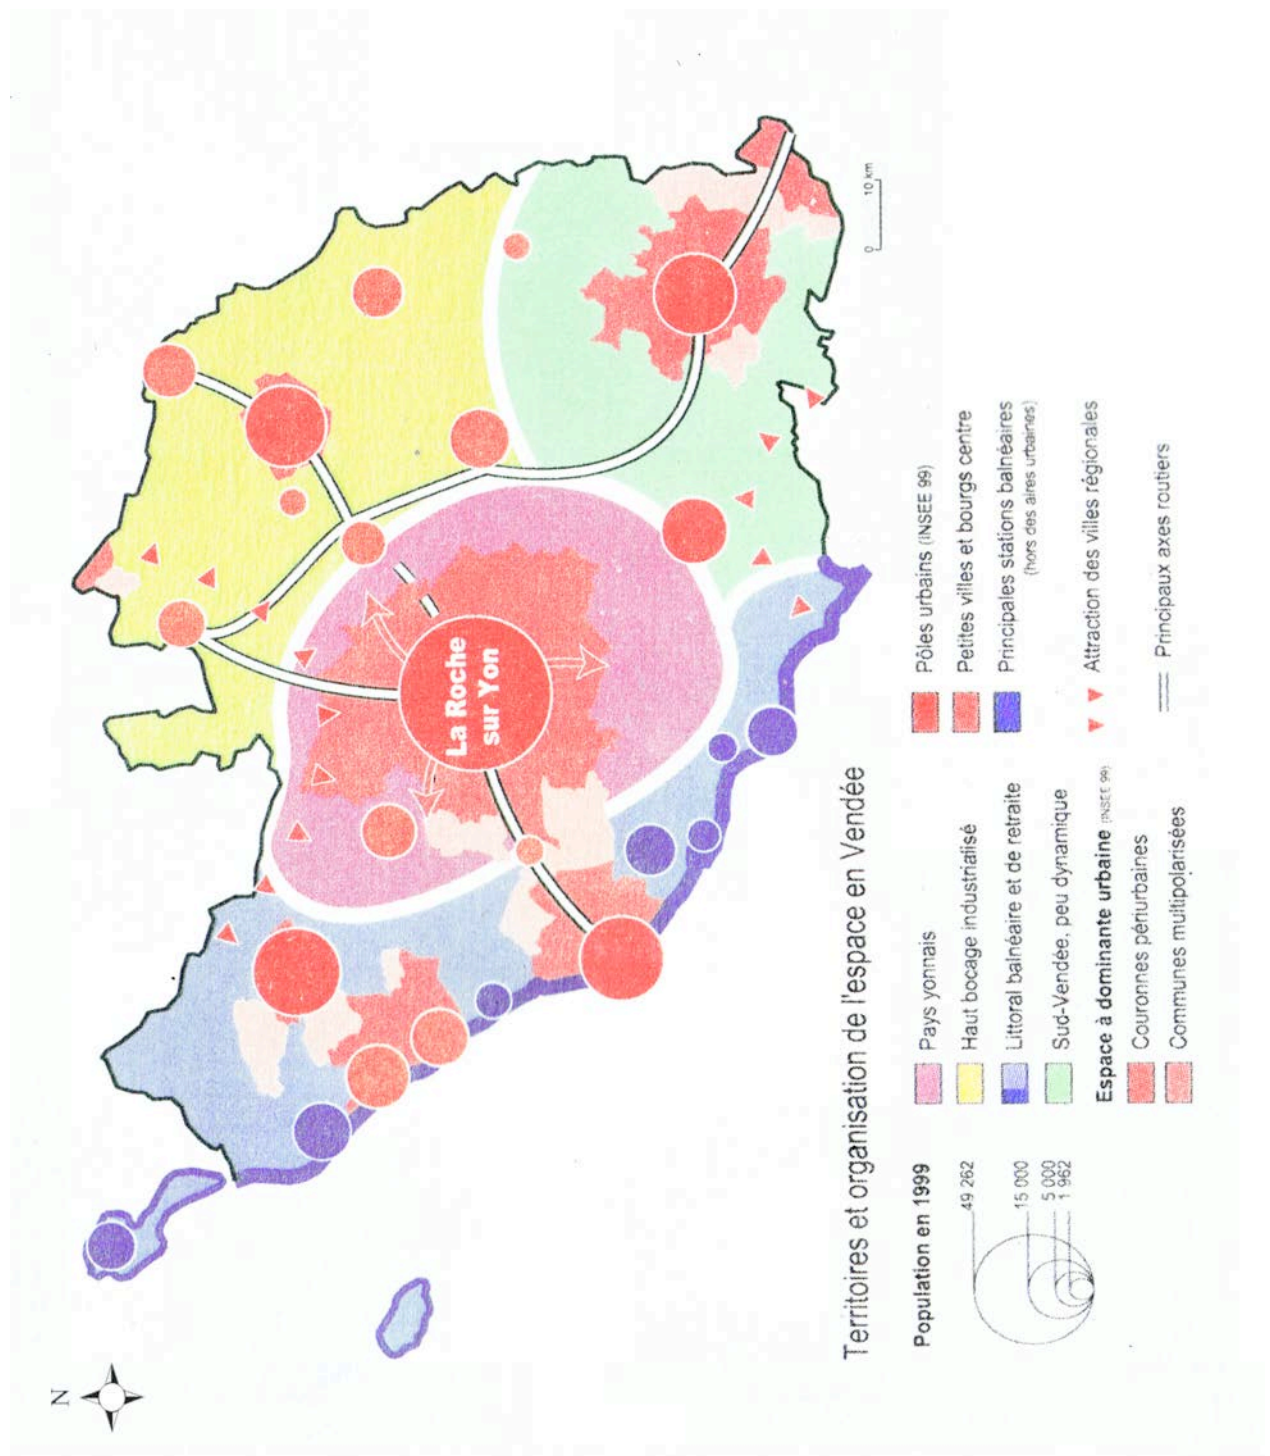 N
La Roche
sur Yon
0 10 km
Territoires et organisation de l'espace en Vendée
Population en 1999
49 262
15 000
5 000
1 962
Pays yonnais
Haut bocage industrialisé
Littoral balnéaire et de retraite
Sud-Vendée, peu dynamique
Espace à dominante urbaine (INSEE 99)
Couronnes périurbaines
Communes multipolarisées
Pôles urbains (INSEE 99)
Petites villes et bourgs centre
Principales stations balnéaires
(hors des aires urbaines)
Attraction des villes régionales
Principaux axes routiers